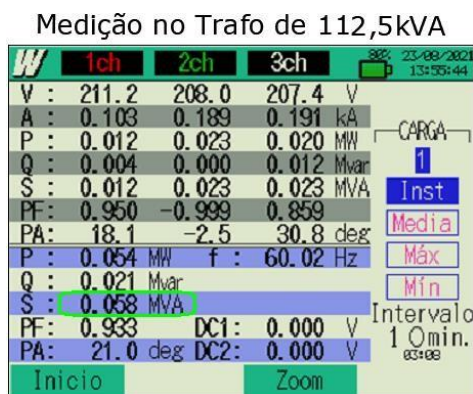 Medição no Trafo de 112,5kVA
W 1ch 2ch 3ch 80% 23/09/2021
13:55:44
V : 211.2 208.0 207.4 V
A : 0.103 0.189 0.191 kA
P : 0.012 0.023 0.020 MW
Q : 0.004 0.000 0.012 Mvar
S : 0.012 0.023 0.023 MVA
PF: 0.950 -0.999 0.859
PA: 18.1 -2.5 30.8 deg
P : 0.054 MW f : 60.02 Hz
Q : 0.021 Mvar
S : 0.058 MVA
PF: 0.933 DC1: 0.000 V
PA: 21.0 deg DC2: 0.000 V
CARGA
1
Inst
Media
Máx
Mín
Intervalo
10min.
03:08
Inicio Zoom